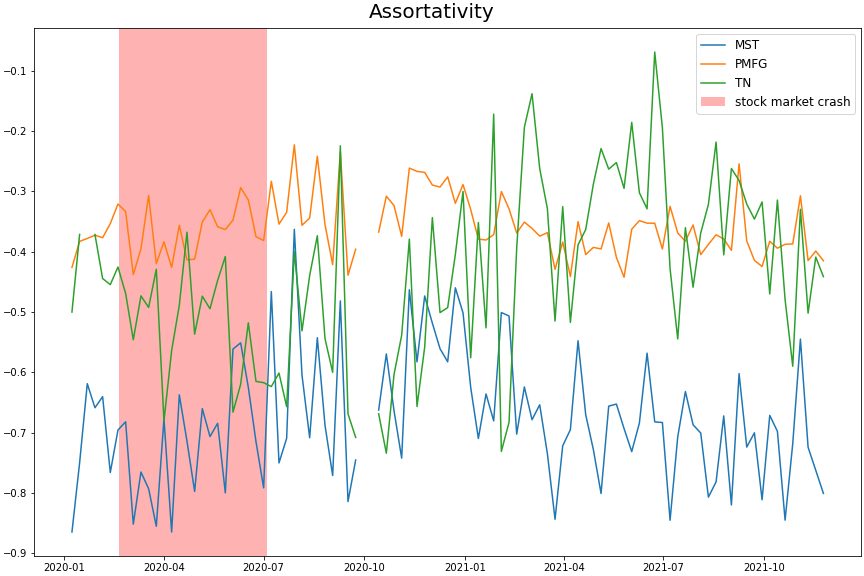 Assortativity
MST
PMFG
TN
stock market crash
−0.1
−0.2
−0.3
−0.4
−0.5
−0.6
−0.7
−0.8
−0.9
2020-01 2020-04 2020-07 2020-10 2021-01 2021-04 2021-07 2021-10